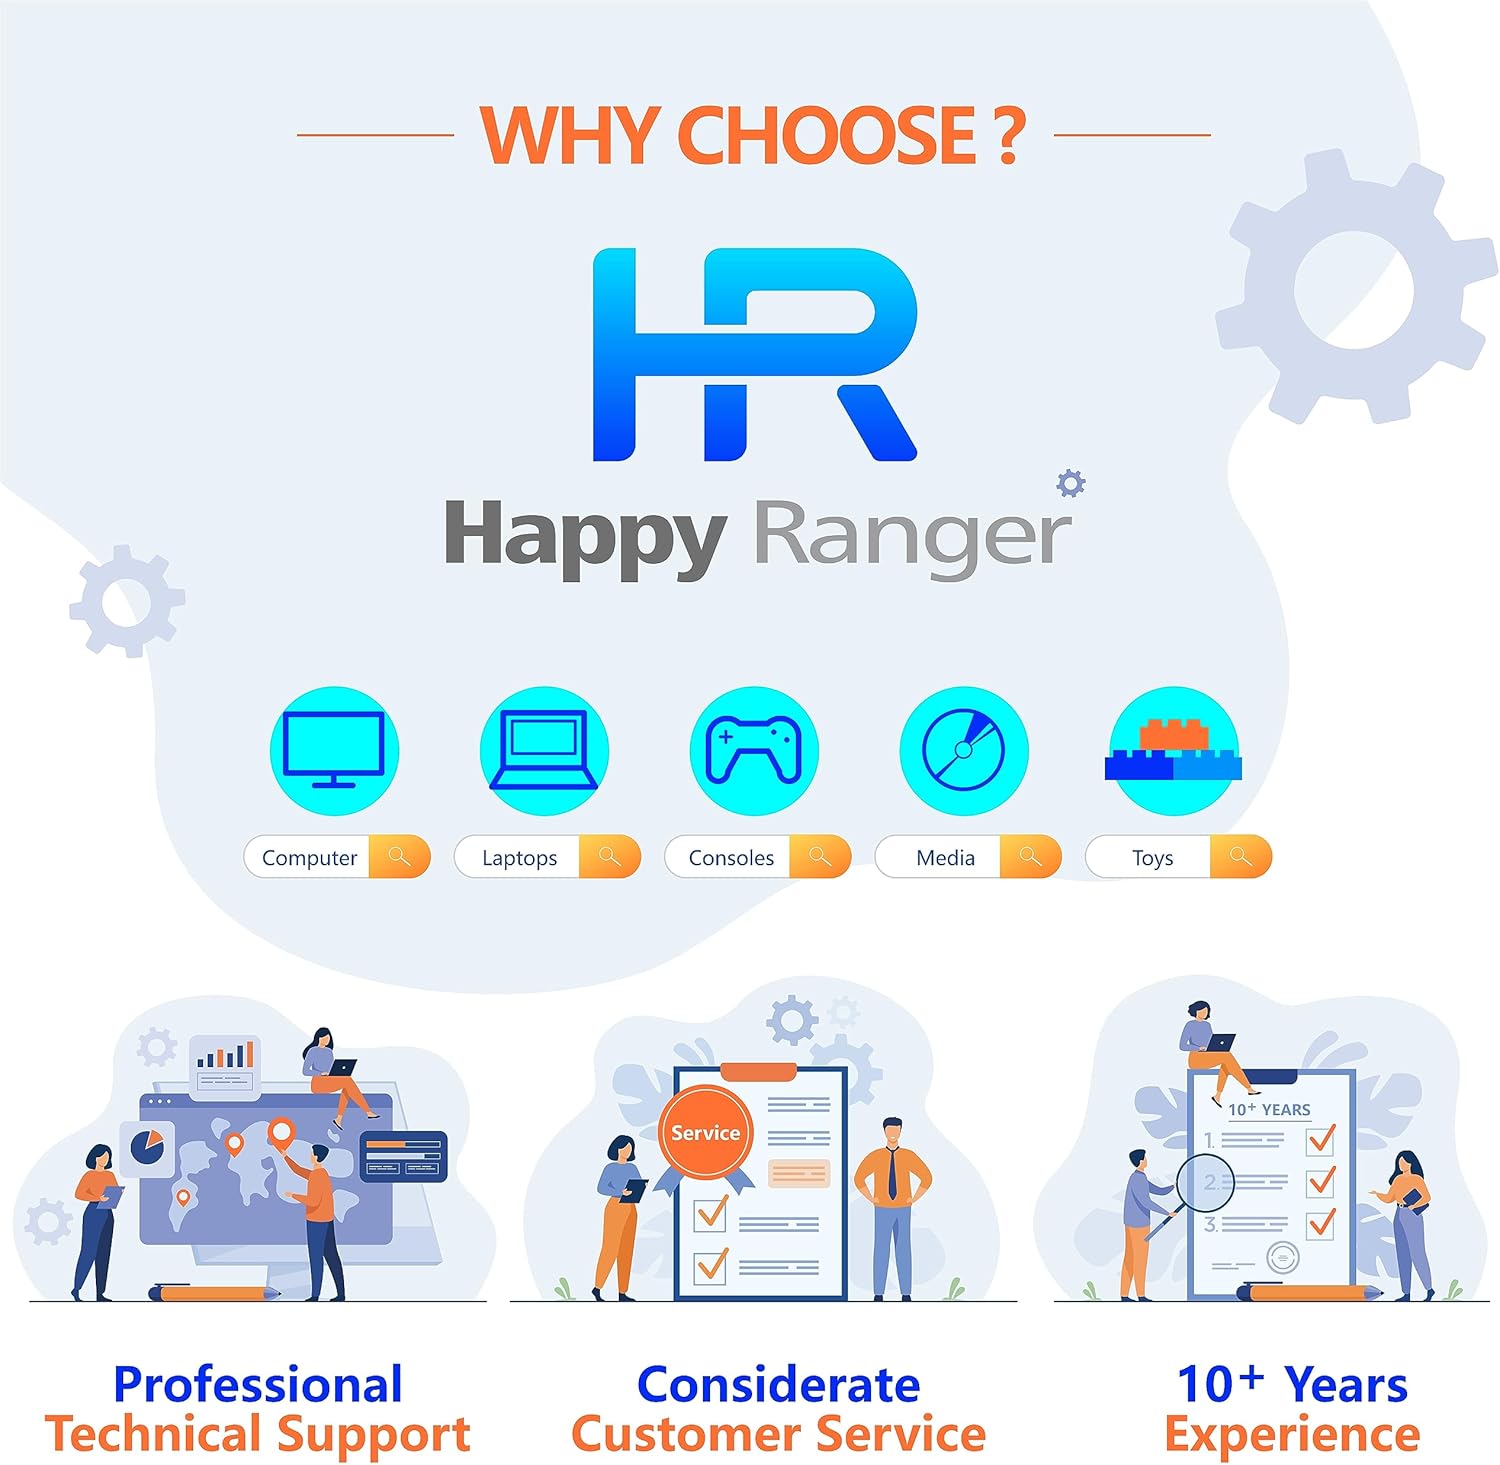 WHY CHOOSE ?
HR
Happy Ranger
Computer
Laptops
Consoles
Media
Toys
Service
10+ YEARS
1.
2.
3.
Professional
Technical Support
Considerate
Customer Service
10+ Years
Experience